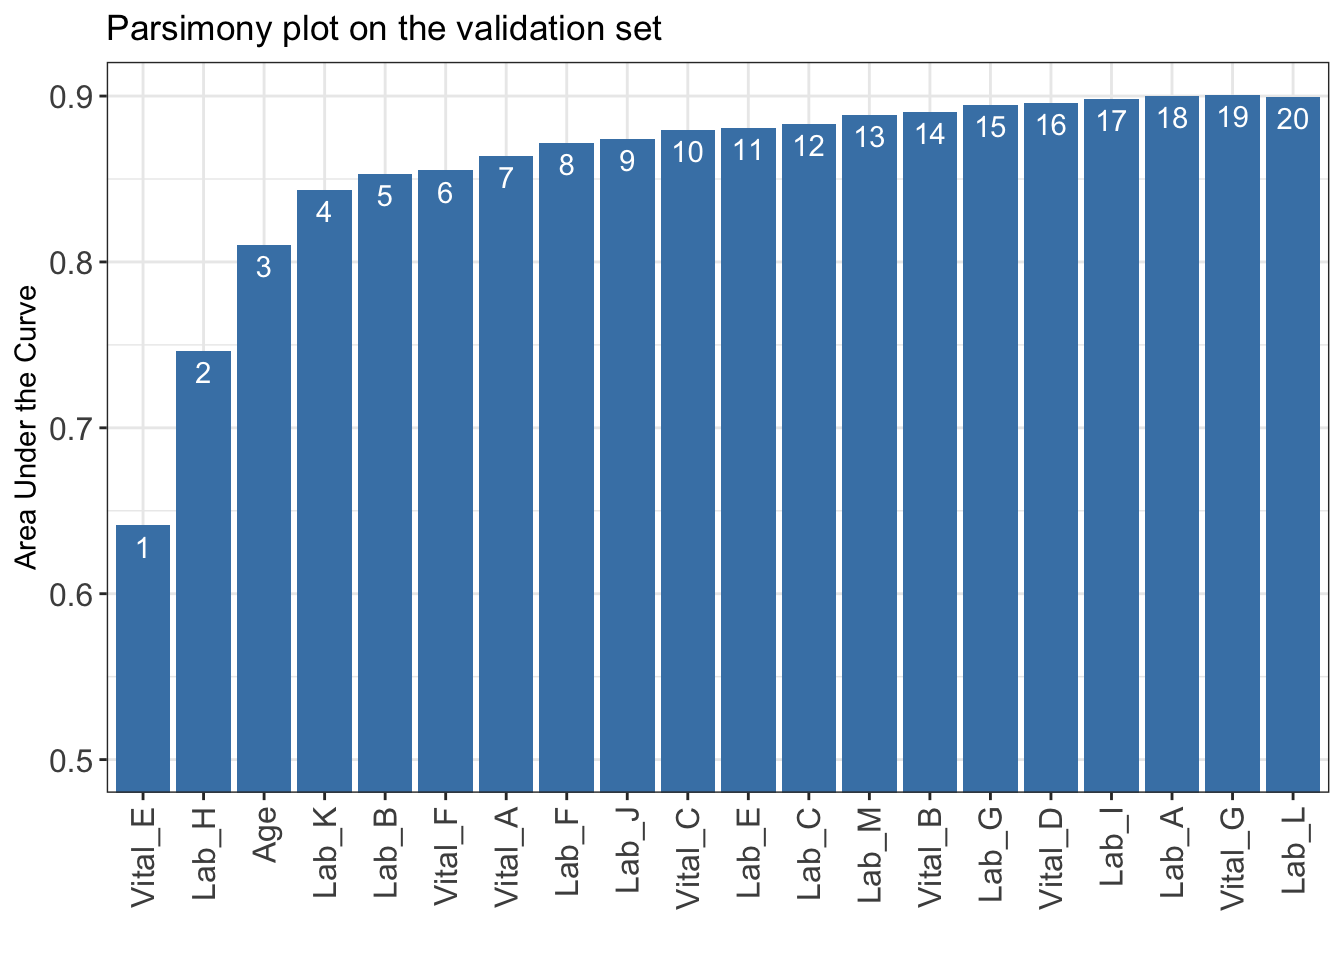 Parsimony plot on the validation set
Area Under the Curve
0.9
0.8
0.7
0.6
0.5
1
2
3
4
5
6
7
8
9
10
11
12
13
14
15
16
17
18
19
20
Vital_E
Lab_H
Age
Lab_K
Lab_B
Vital_F
Vital_A
Lab_F
Lab_J
Vital_C
Lab_E
Lab_C
Lab_M
Vital_B
Lab_G
Vital_D
Lab_I
Lab_A
Vital_G
Lab_L